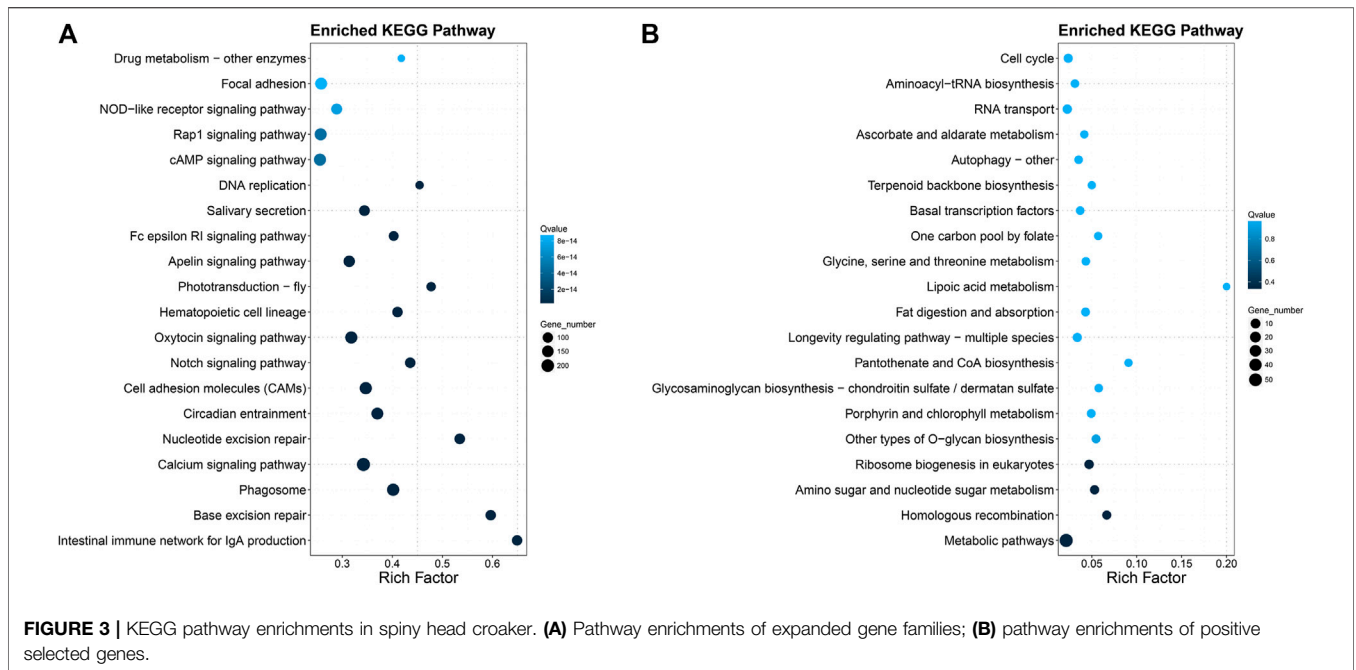 A
Enriched KEGG Pathway
Drug metabolism − other enzymes
Focal adhesion
NOD−like receptor signaling pathway
Rap1 signaling pathway
cAMP signaling pathway
DNA replication
Salivary secretion
Fc epsilon RI signaling pathway
Apelin signaling pathway
Phototransduction − fly
Hematopoietic cell lineage
Oxytocin signaling pathway
Notch signaling pathway
Cell adhesion molecules (CAMs)
Circadian entrainment
Nucleotide excision repair
Calcium signaling pathway
Phagosome
Base excision repair
Intestinal immune network for IgA production
0.3 0.4 0.5 0.6
Rich Factor
Qvalue
8e−14
6e−14
4e−14
2e−14
Gene_number
100
150
200
B
Enriched KEGG Pathway
Cell cycle
Aminoacyl−tRNA biosynthesis
RNA transport
Ascorbate and aldarate metabolism
Autophagy − other
Terpenoid backbone biosynthesis
Basal transcription factors
One carbon pool by folate
Glycine, serine and threonine metabolism
Lipoic acid metabolism
Fat digestion and absorption
Longevity regulating pathway − multiple species
Pantothenate and CoA biosynthesis
Glycosaminoglycan biosynthesis − chondroitin sulfate / dermatan sulfate
Porphyrin and chlorophyll metabolism
Other types of O−glycan biosynthesis
Ribosome biogenesis in eukaryotes
Amino sugar and nucleotide sugar metabolism
Homologous recombination
Metabolic pathways
0.05 0.10 0.15 0.20
Rich Factor
Qvalue
0.8
0.6
0.4
Gene_number
10
20
30
40
50
FIGURE 3 | KEGG pathway enrichments in spiny head croaker. (A) Pathway enrichments of expanded gene families; (B) pathway enrichments of positive
selected genes.